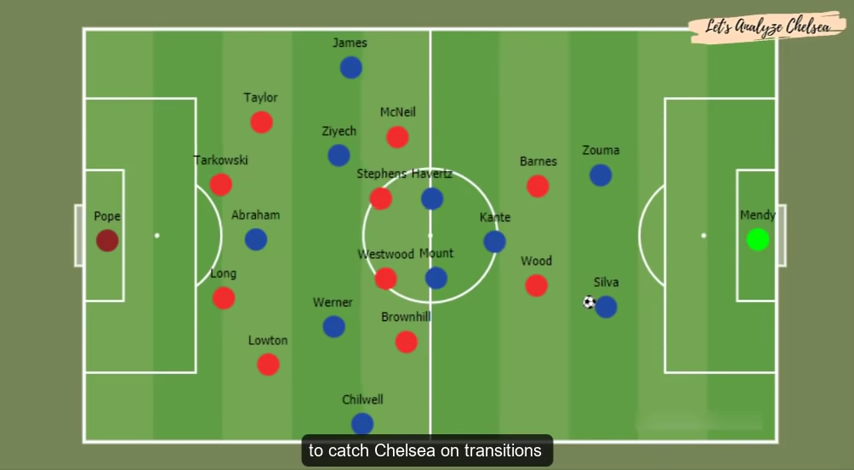 Let's Analyze Chelsea
James
Taylor
McNeil
Ziyech
Zouma
Tarkowski
Barnes
Stephens
Havertz
Pope
Abraham
Kante
Mendy
Westwood
Mount
Wood
Long
Silva
Werner
Brownhill
Lowton
Chilwell
to catch Chelsea on transitions